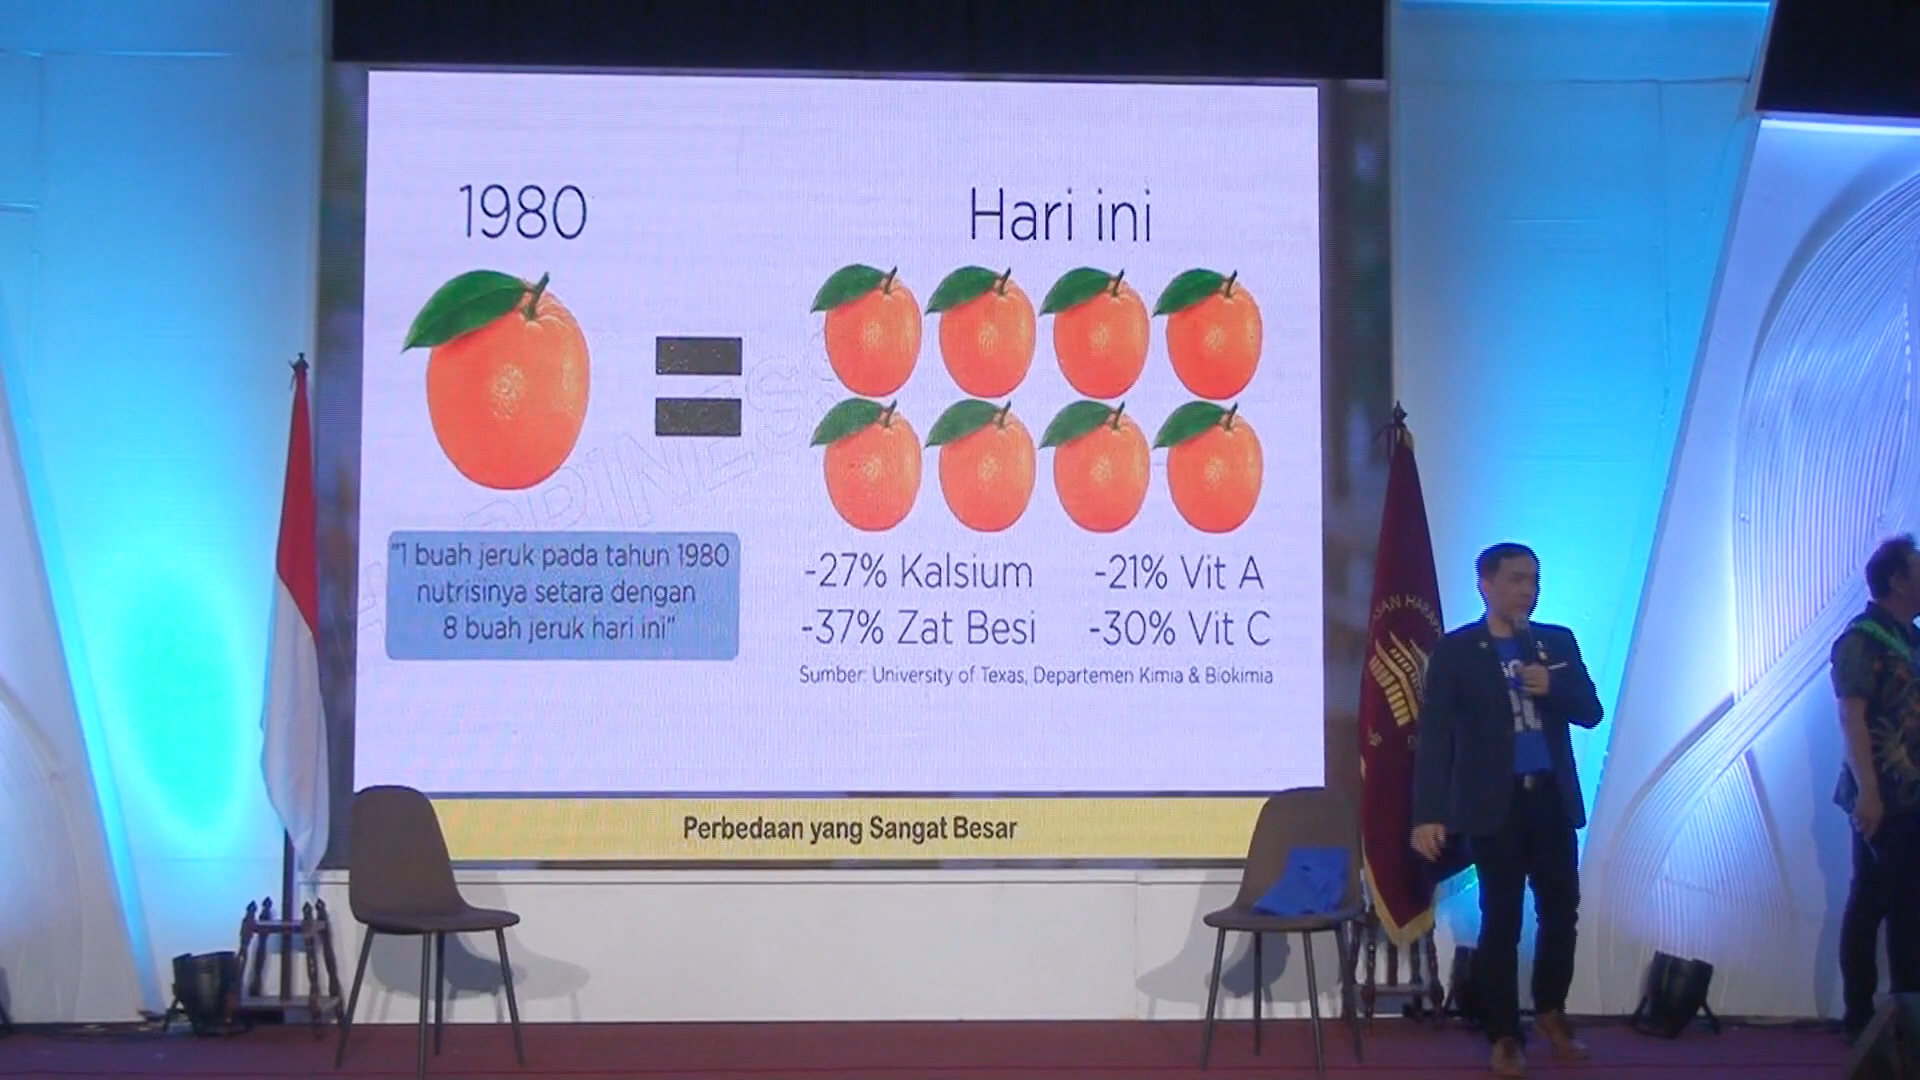 1980
Hari ini
"1 buah jeruk pada tahun 1980
nutrisinya setara dengan
8 buah jeruk hari ini"
-27% Kalsium
-21% Vit A
-37% Zat Besi
-30% Vit C
Sumber: University of Texas, Departemen Kimia & Biokimia
Perbedaan yang Sangat Besar